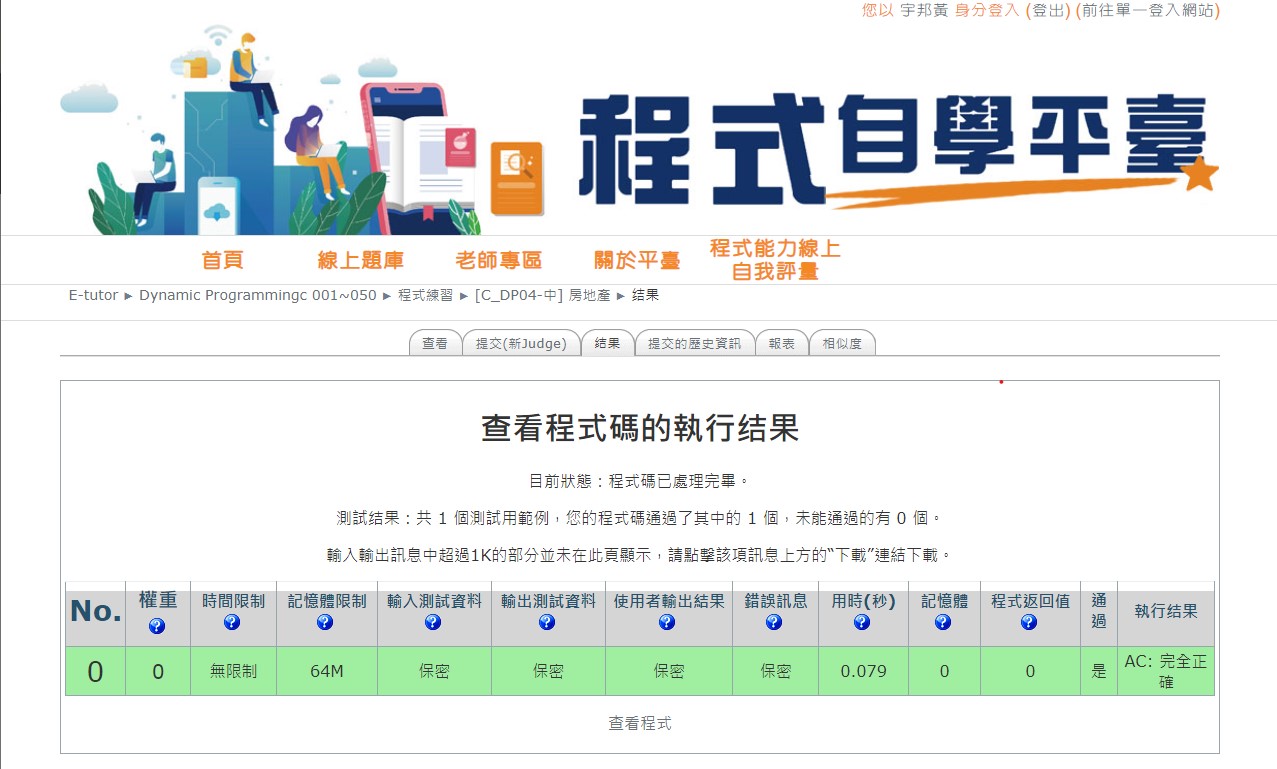 您以 宇邦黃 身分登入 (登出) (前往單一登入網站)
程式自學平臺
首頁 線上題庫 老師專區 關於平臺 程式能力線上
自我評量
E-tutor ► Dynamic Programmingc 001~050 ► 程式練習 ► [C_DP04-中] 房地產 ► 结果
查看 提交(新Judge) 结果 提交的歷史資訊 報表 相似度
查看程式碼的執行结果
目前狀態：程式碼已處理完畢。
測試结果：共 1 個測試用範例，您的程式碼通過了其中的 1 個，未能通過的有 0 個。
輸入輸出訊息中超過1K的部分並未在此頁顯示，請點擊該項訊息上方的“下載”連結下載。
No. 權重 時間限制 記憶體限制 輸入測試資料 輸出測試資料 使用者輸出結果 錯誤訊息 用時(秒) 記憶體 程式返回值 通過 執行结果
0 0 無限制 64M 保密 保密 保密 保密 0.079 0 0 是 AC: 完全正
確
查看程式